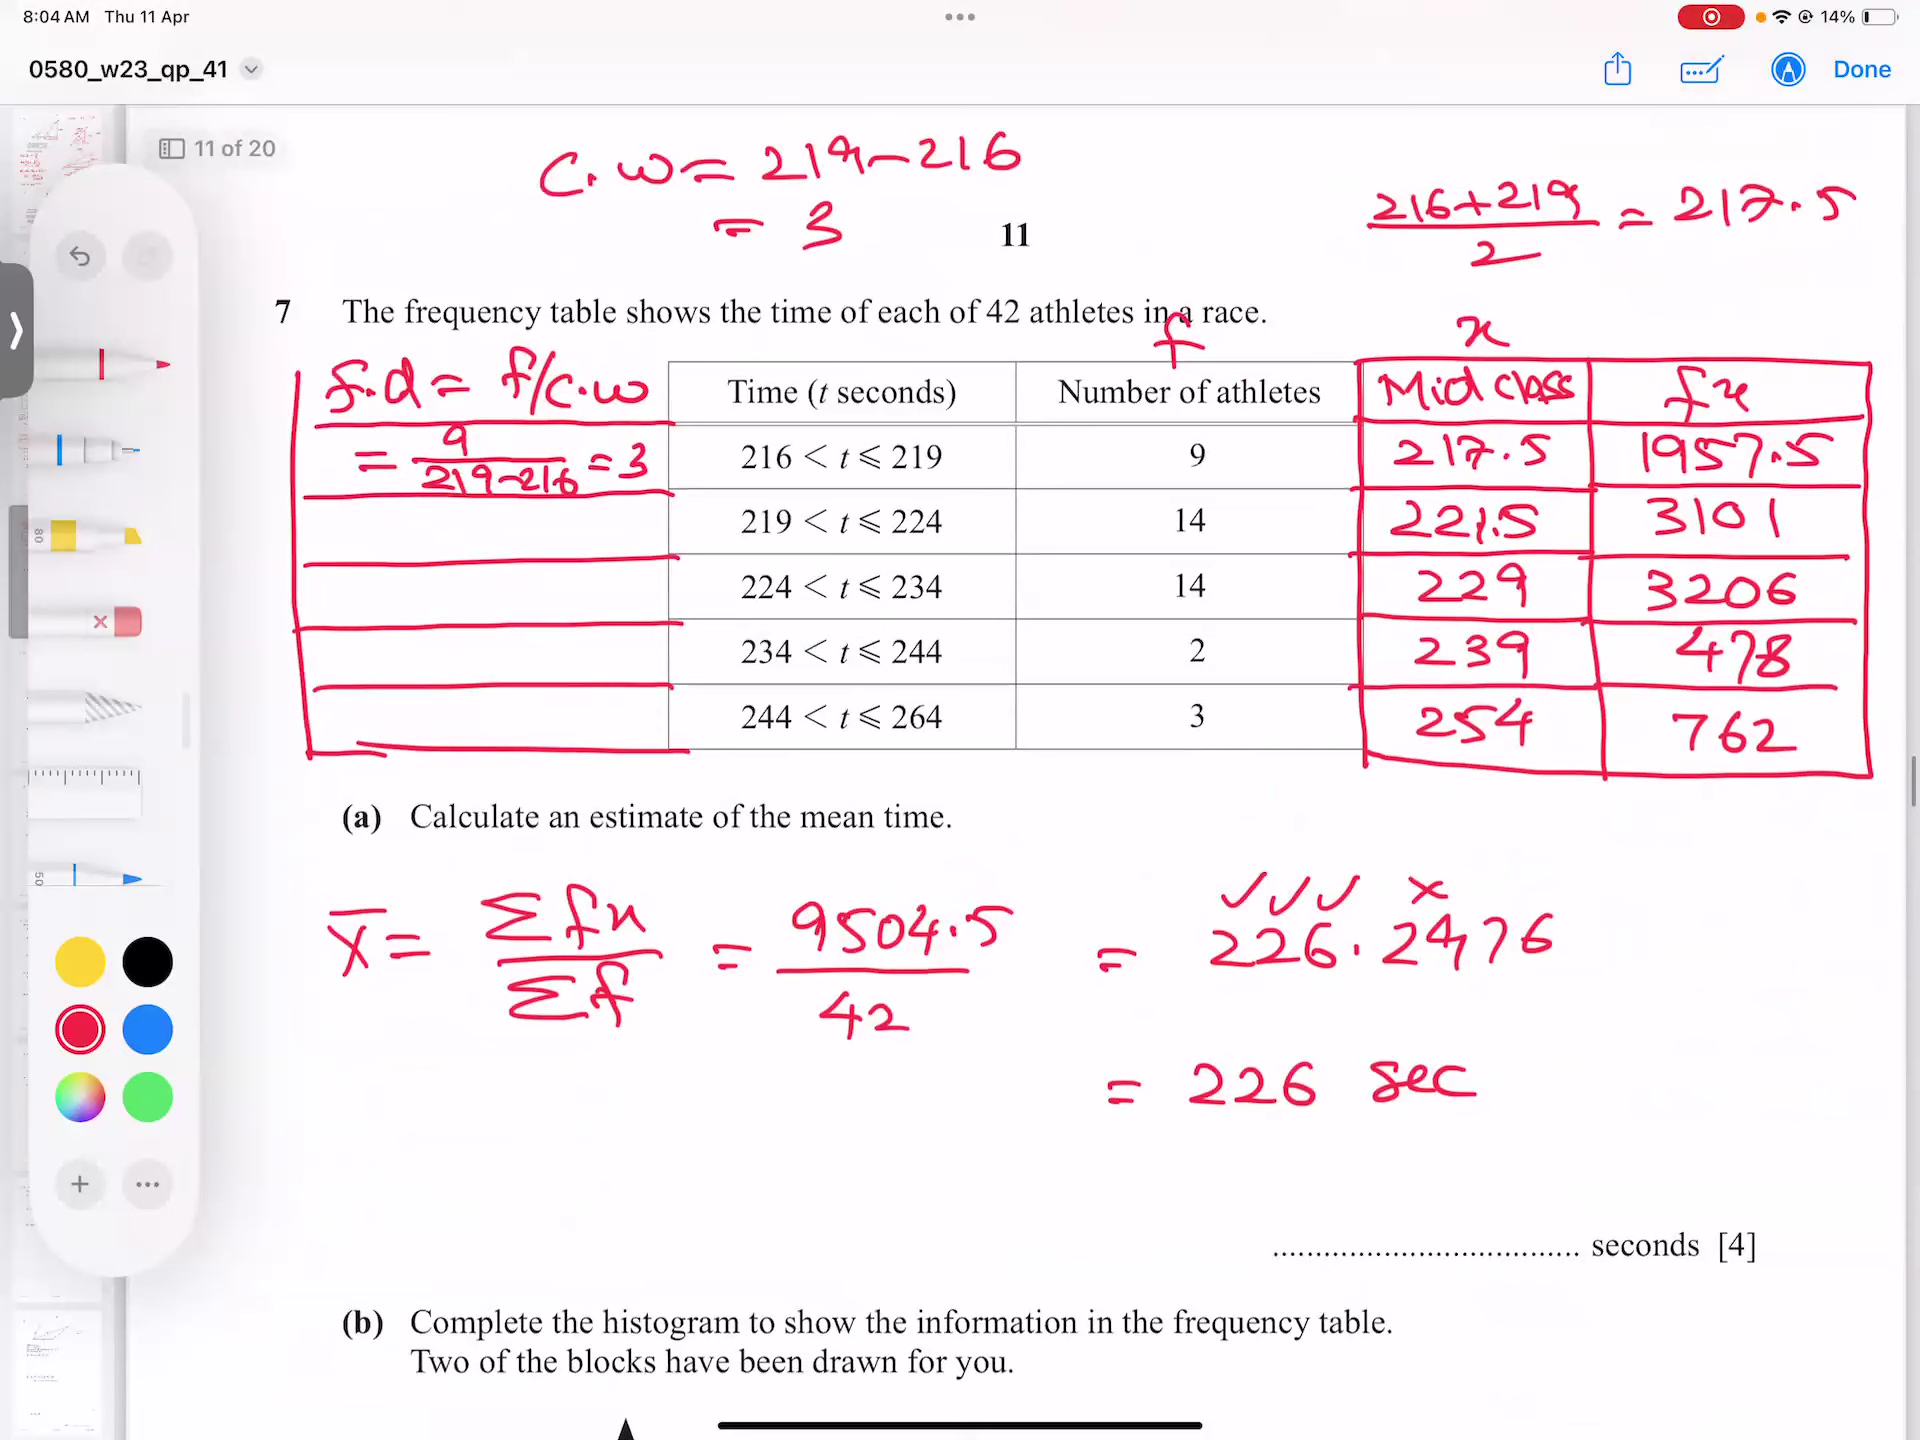 8:04 AM Thu 11 Apr
14%
0580_w23_qp_41
Done
11 of 20
C.W = 219-216
= 3
216+219/2 = 217.5
11
7 The frequency table shows the time of each of 42 athletes in a race.
f
x
f.d = f/c.w Time (t seconds) Number of athletes Mid class fx
= 9/219-216 = 3 216 < t ⩽ 219 9 217.5 1957.5
219 < t ⩽ 224 14 221.5 3101
224 < t ⩽ 234 14 229 3206
234 < t ⩽ 244 2 239 478
244 < t ⩽ 264 3 254 762
80
50
(a) Calculate an estimate of the mean time.
X̄ = Σfx/Σf = 9504.5/42 = 226.2976
= 226 sec
.................................... seconds [4]
(b) Complete the histogram to show the information in the frequency table.
Two of the blocks have been drawn for you.